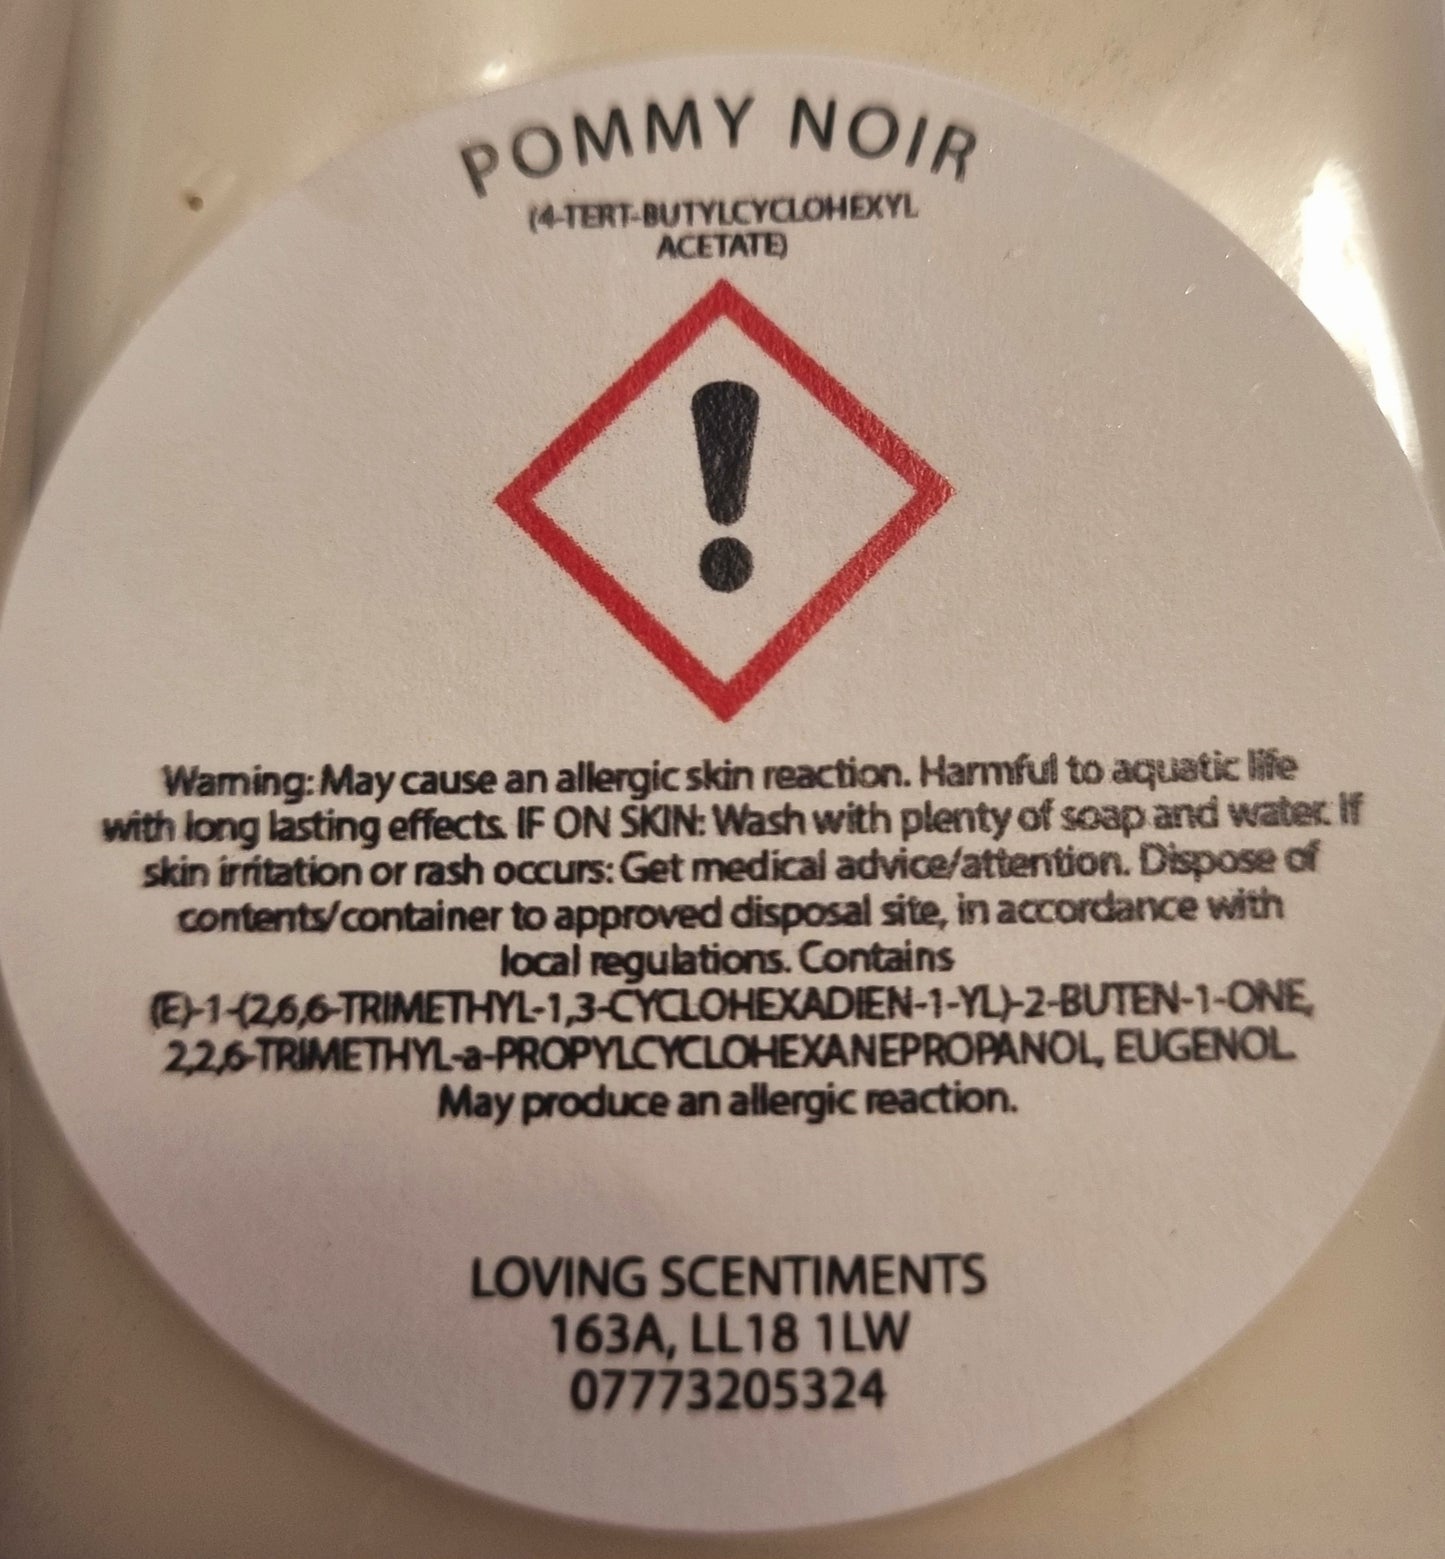 POMMY NOIR
(4-TERT-BUTYLCYCLOHEXYL
ACETATE)
!
Warning: May cause an allergic skin reaction. Harmful to aquatic life
with long lasting effects. IF ON SKIN: Wash with plenty of soap and water. If
skin irritation or rash occurs: Get medical advice/attention. Dispose of
contents/container to approved disposal site, in accordance with
local regulations. Contains
(E)-1-(2,6,6-TRIMETHYL-1,3-CYCLOHEXADIEN-1-YL)-2-BUTEN-1-ONE,
2,2,6-TRIMETHYL-a-PROPYLCYCLOHEXANEPROPANOL, EUGENOL.
May produce an allergic reaction.
LOVING SCENTIMENTS
163A, LL18 1LW
07773205324